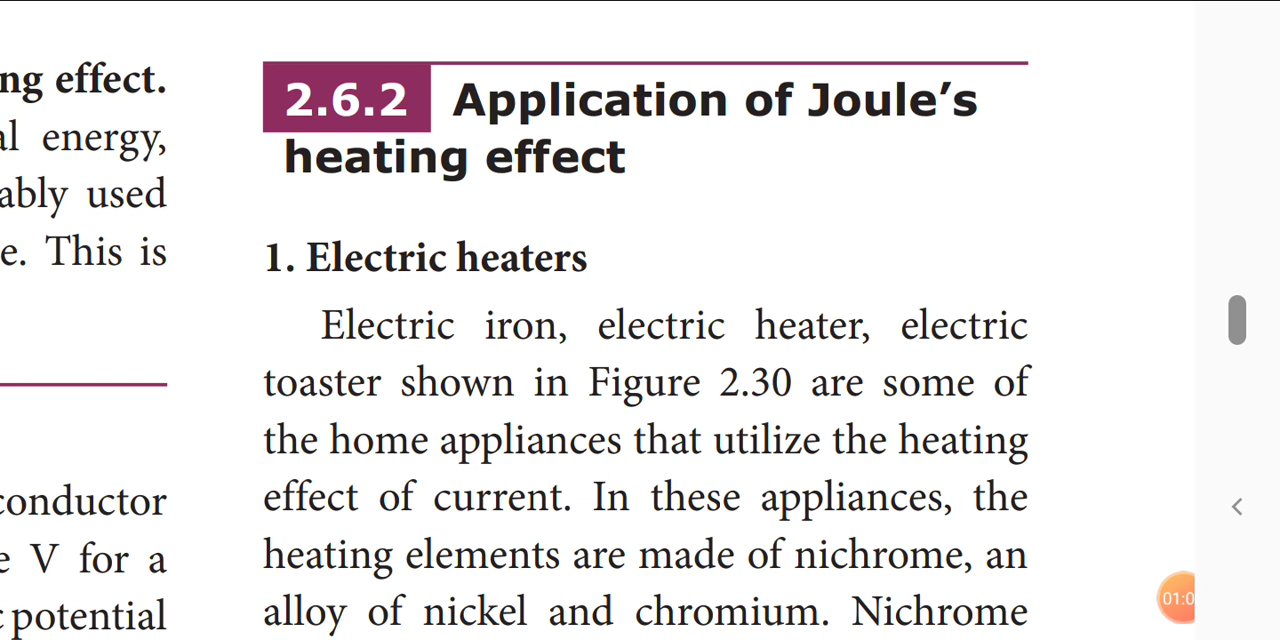 ng effect.
al energy,
ably used
e. This is
conductor
e V for a
potential
2.6.2 Application of Joule’s
heating effect
1. Electric heaters
Electric iron, electric heater, electric
toaster shown in Figure 2.30 are some of
the home appliances that utilize the heating
effect of current. In these appliances, the
heating elements are made of nichrome, an
alloy of nickel and chromium. Nichrome
01:0